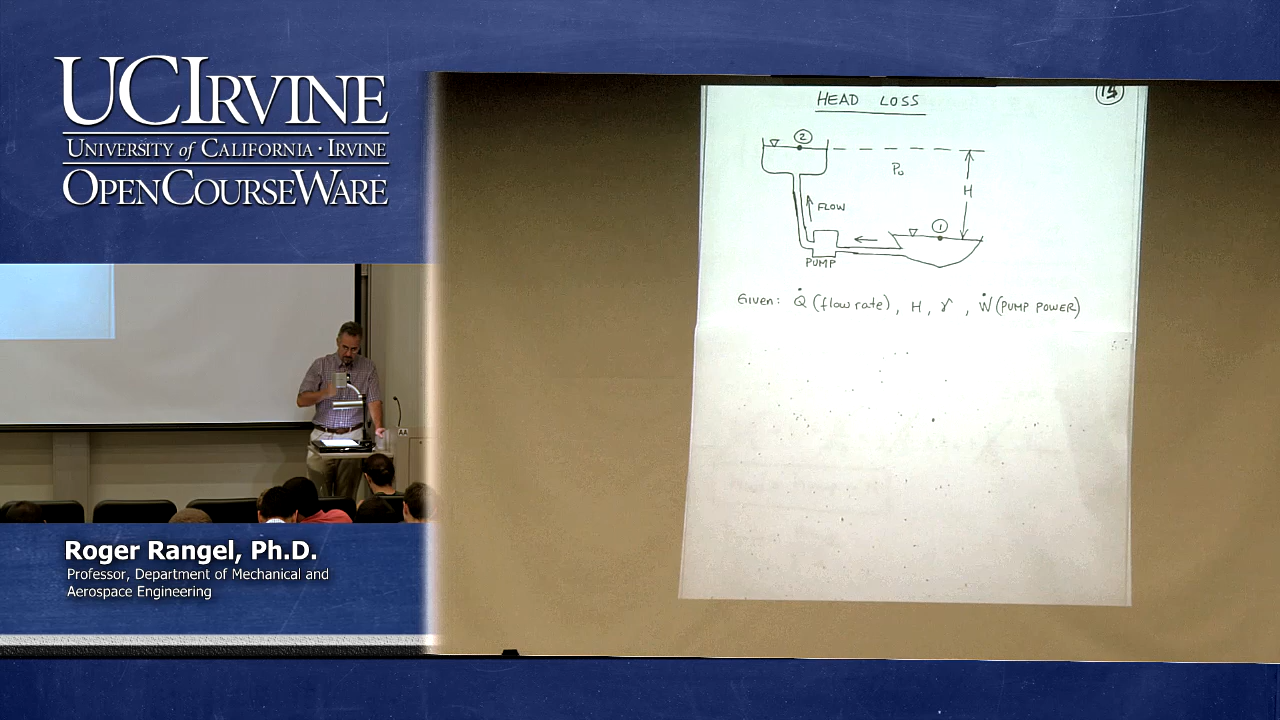 UCIRVINE
UNIVERSITY of CALIFORNIA · IRVINE
OPENCOURSEWARE
Roger Rangel, Ph.D.
Professor, Department of Mechanical and
Aerospace Engineering
HEAD LOSS
2
P₀
H
FLOW
1
PUMP
Given: Q̇ (flow rate), H, γ, Ẇ (PUMP POWER)
AA